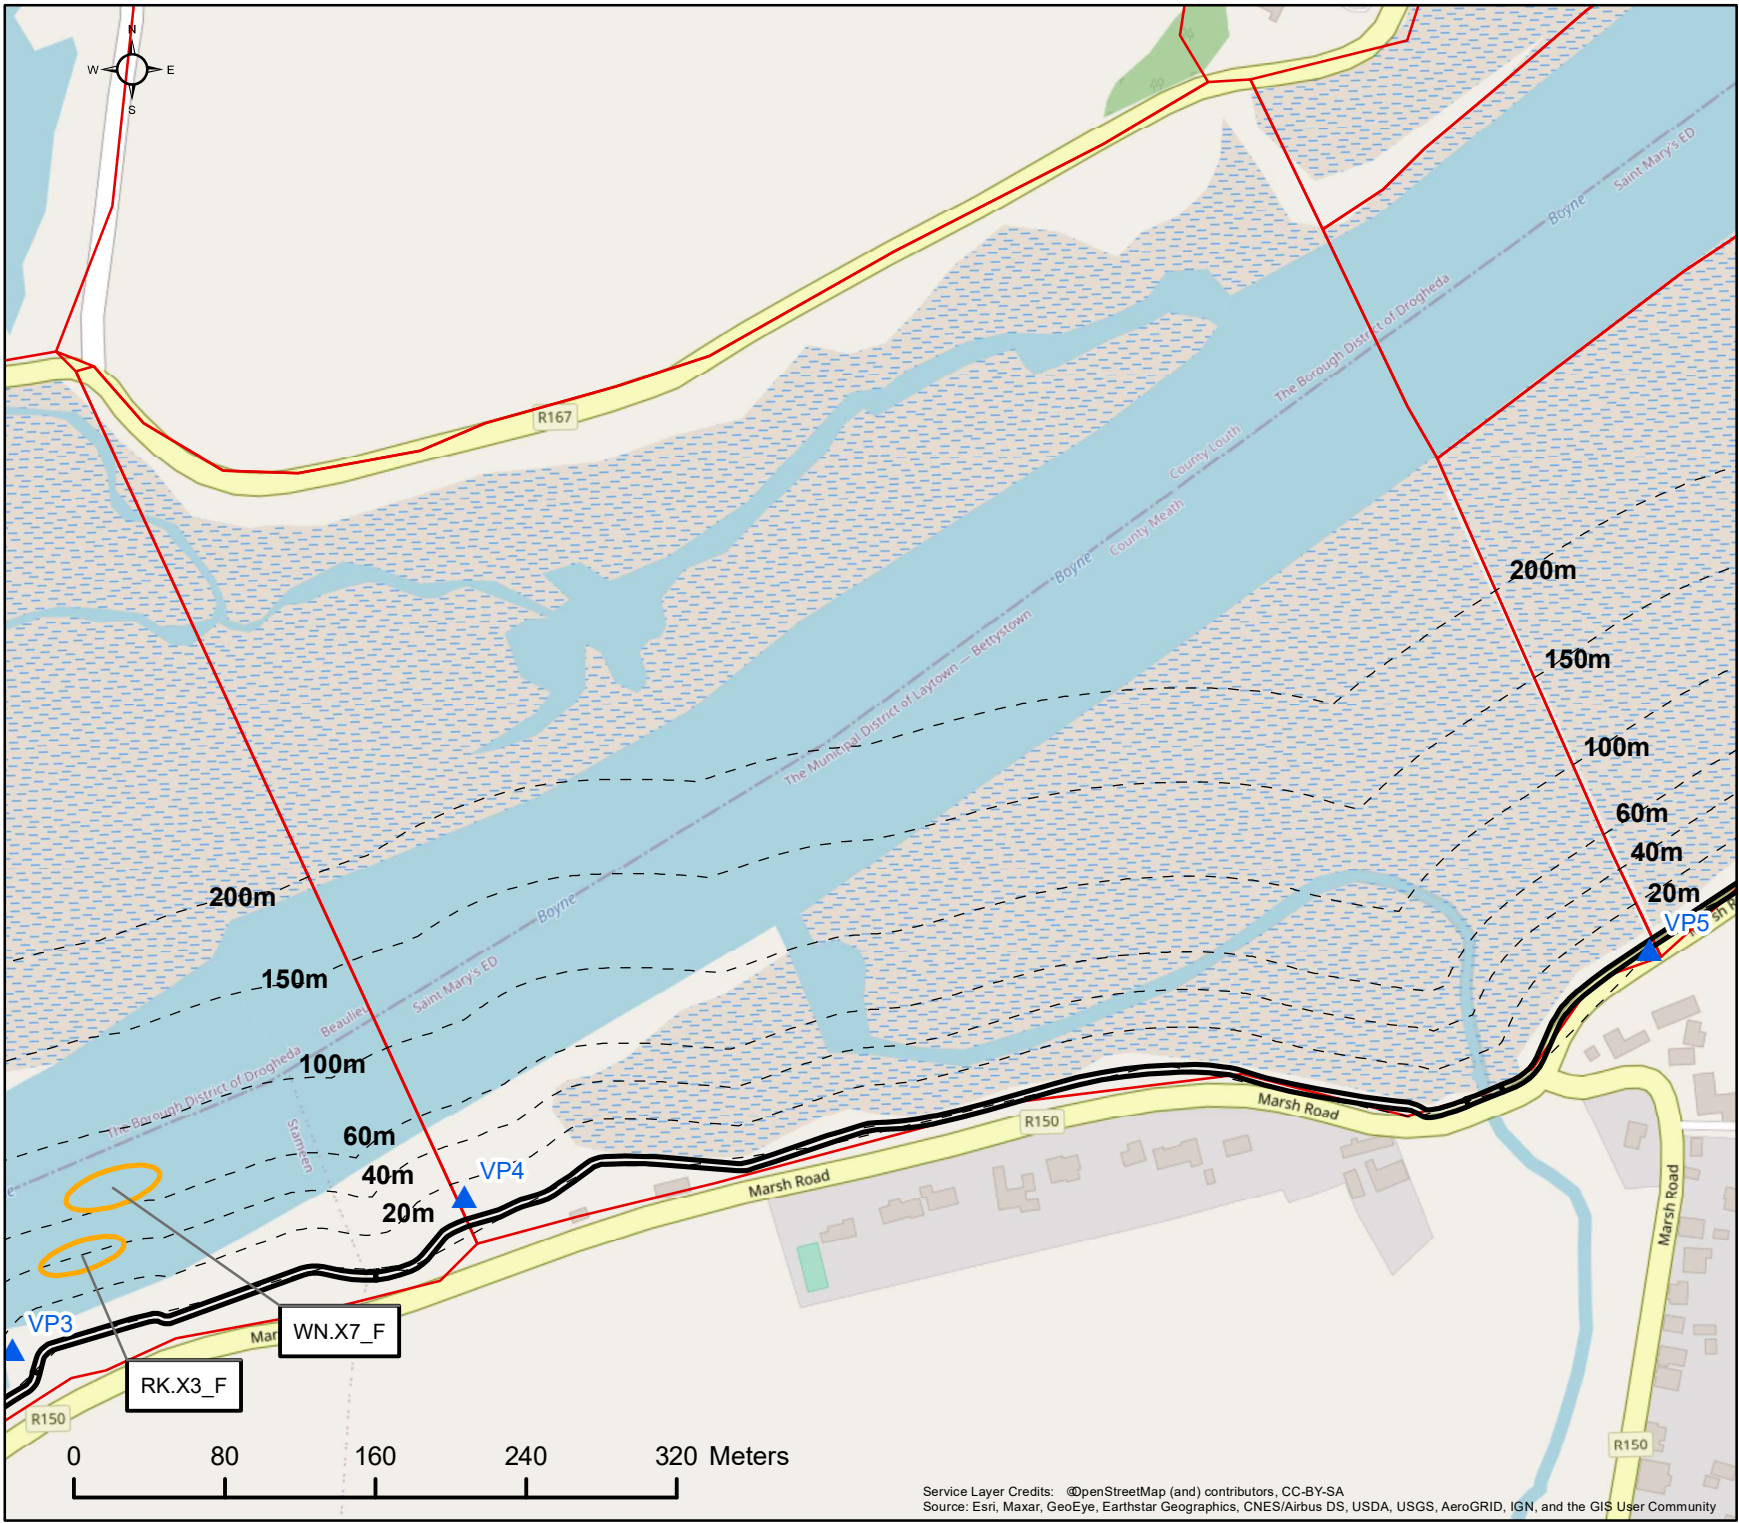 N
W E
S
Saint Mary's ED
Boyne
The Borough District of Drogheda
R167
County Louth
County Meath
Boyne
200m
The Municipal District of Laytown — Bettystown
150m
100m
60m
40m
20m
VP5
200m
Boyne
150m
Saint Mary's ED
Beaulieu
100m
The Borough District of Drogheda
Stameen
60m
40m
20m
VP4
R150
Marsh Road
Marsh Road
Marsh Road
VP3
WN.X7_F
RK.X3_F
R150
R150
0 80 160 240 320 Meters
Service Layer Credits: ©OpenStreetMap (and) contributors, CC-BY-SA
Source: Esri, Maxar, GeoEye, Earthstar Geographics, CNES/Airbus DS, USDA, USGS, AeroGRID, IGN, and the GIS User Community